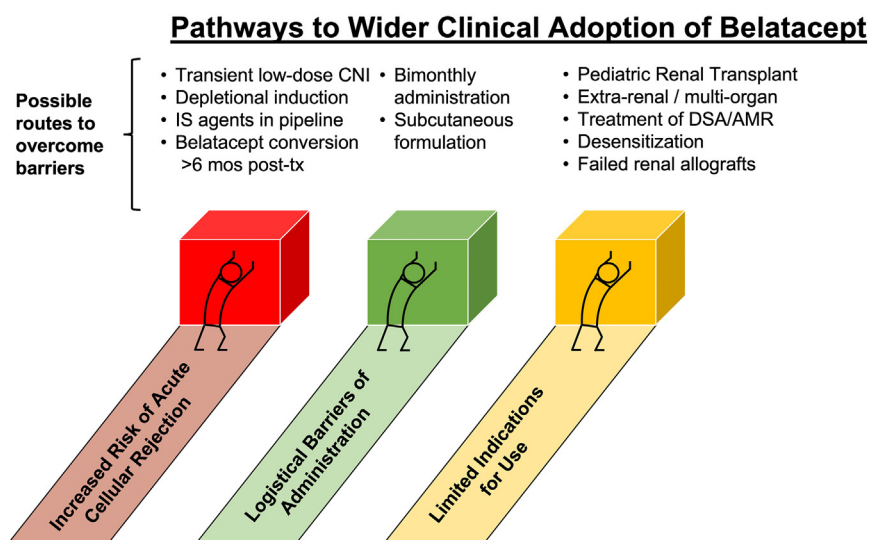 Pathways to Wider Clinical Adoption of Belatacept
Possible
routes to
overcome
barriers
• Transient low-dose CNI
• Depletional induction
• IS agents in pipeline
• Belatacept conversion
>6 mos post-tx
• Bimonthly
administration
• Subcutaneous
formulation
• Pediatric Renal Transplant
• Extra-renal / multi-organ
• Treatment of DSA/AMR
• Desensitization
• Failed renal allografts
Increased Risk of Acute
Cellular Rejection
Logistical Barriers of
Administration
Limited Indications
for Use